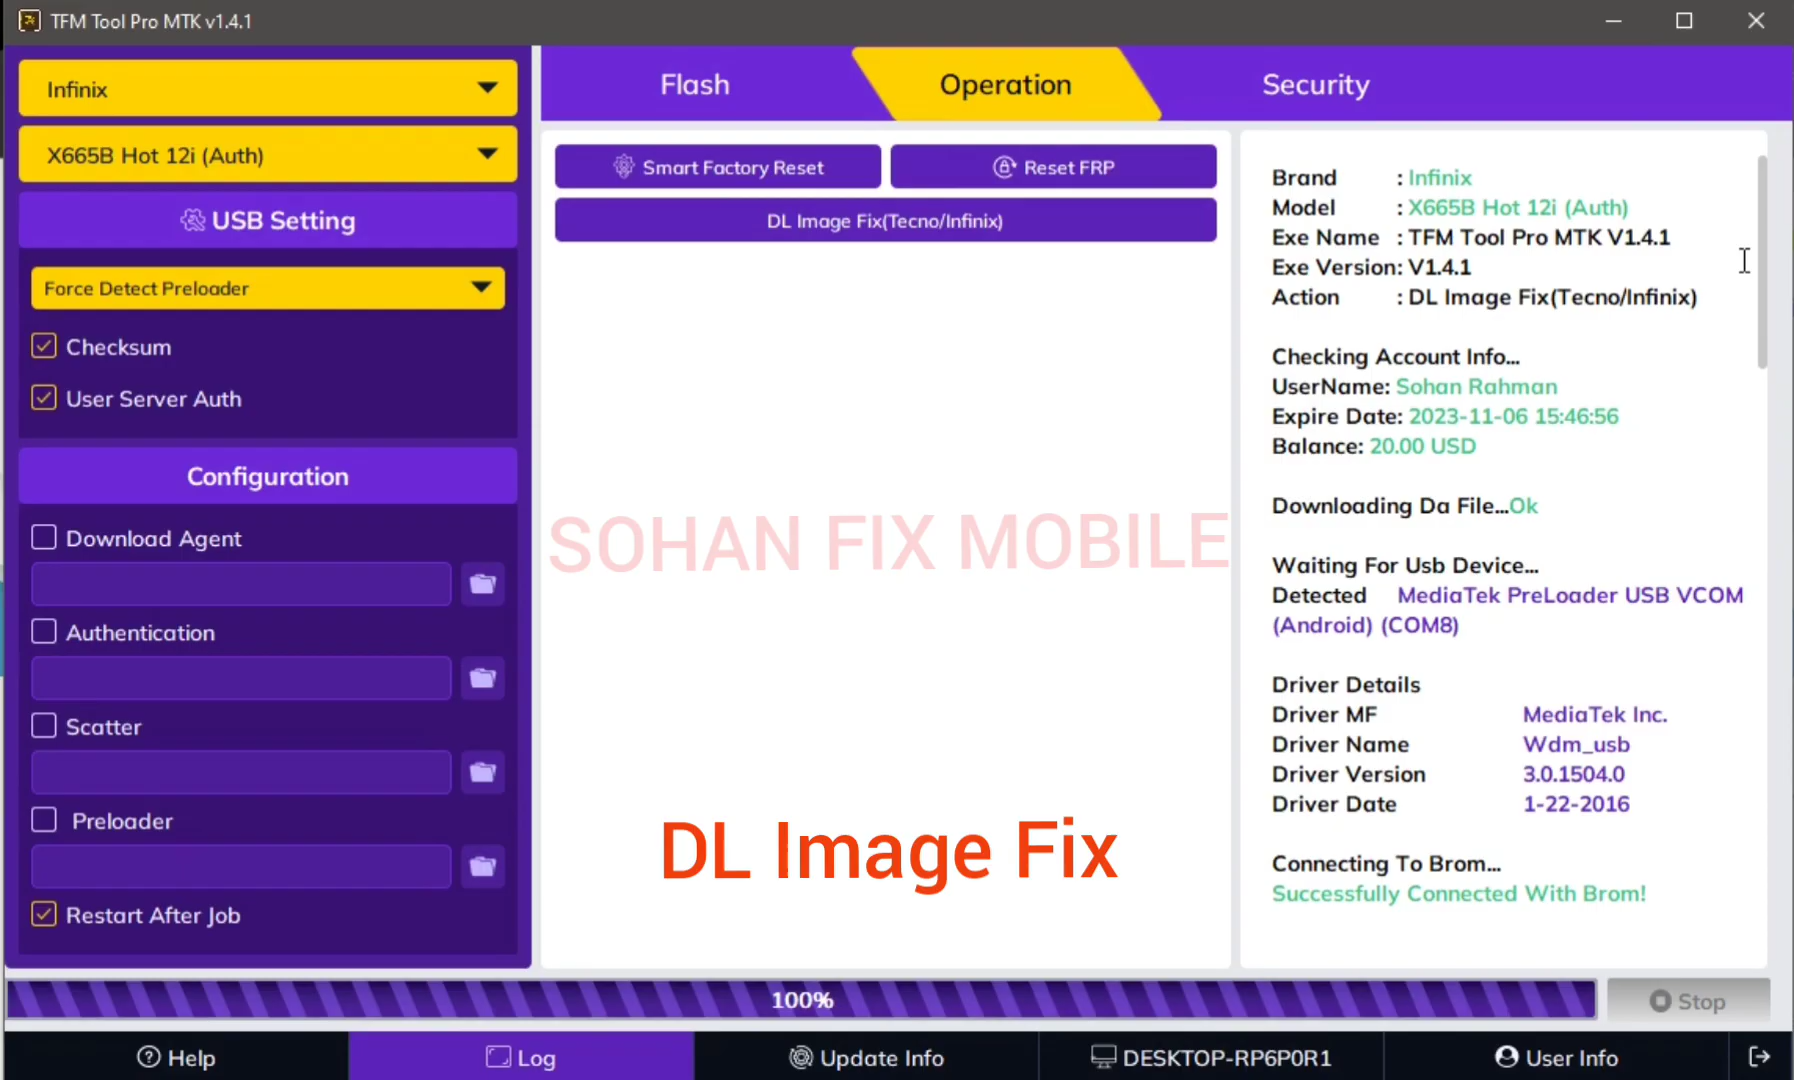 TFM Tool Pro MTK v1.4.1
Infinix
X665B Hot 12i (Auth)
USB Setting
Force Detect Preloader
Checksum
User Server Auth
Configuration
Download Agent
Authentication
Scatter
Preloader
Restart After Job
Flash
Operation
Security
Smart Factory Reset
Reset FRP
DL Image Fix(Tecno/Infinix)
SOHAN FIX MOBILE
DL Image Fix
Brand : Infinix
Model : X665B Hot 12i (Auth)
Exe Name : TFM Tool Pro MTK V1.4.1
Exe Version: V1.4.1
Action : DL Image Fix(Tecno/Infinix)
Checking Account Info...
UserName: Sohan Rahman
Expire Date: 2023-11-06 15:46:56
Balance: 20.00 USD
Downloading Da File...Ok
Waiting For Usb Device...
Detected MediaTek PreLoader USB VCOM
(Android) (COM8)
Driver Details
Driver MF MediaTek Inc.
Driver Name Wdm_usb
Driver Version 3.0.1504.0
Driver Date 1-22-2016
Connecting To Brom...
Successfully Connected With Brom!
100%
Stop
Help
Log
Update Info
DESKTOP-RP6P0R1
User Info